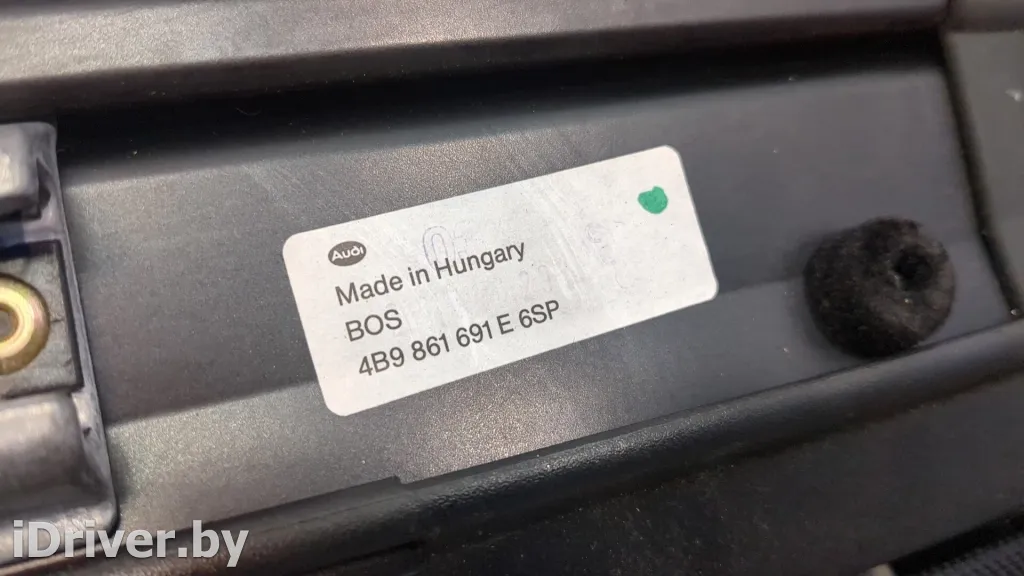 Audi
Made in Hungary
BOS
4B9 861 691 E 6SP
iDriver.by